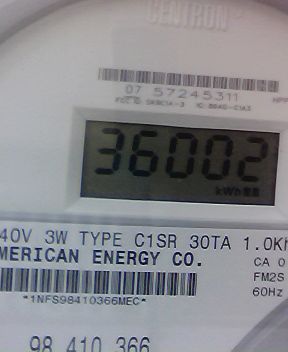 CENTRON
07 57245311
36002
kWh
40V 3W TYPE C1SR 30TA 1.0Kh
MERICAN ENERGY CO.
CA 0
FM2S
60Hz
*1NFS98410366MEC*
98 410 366